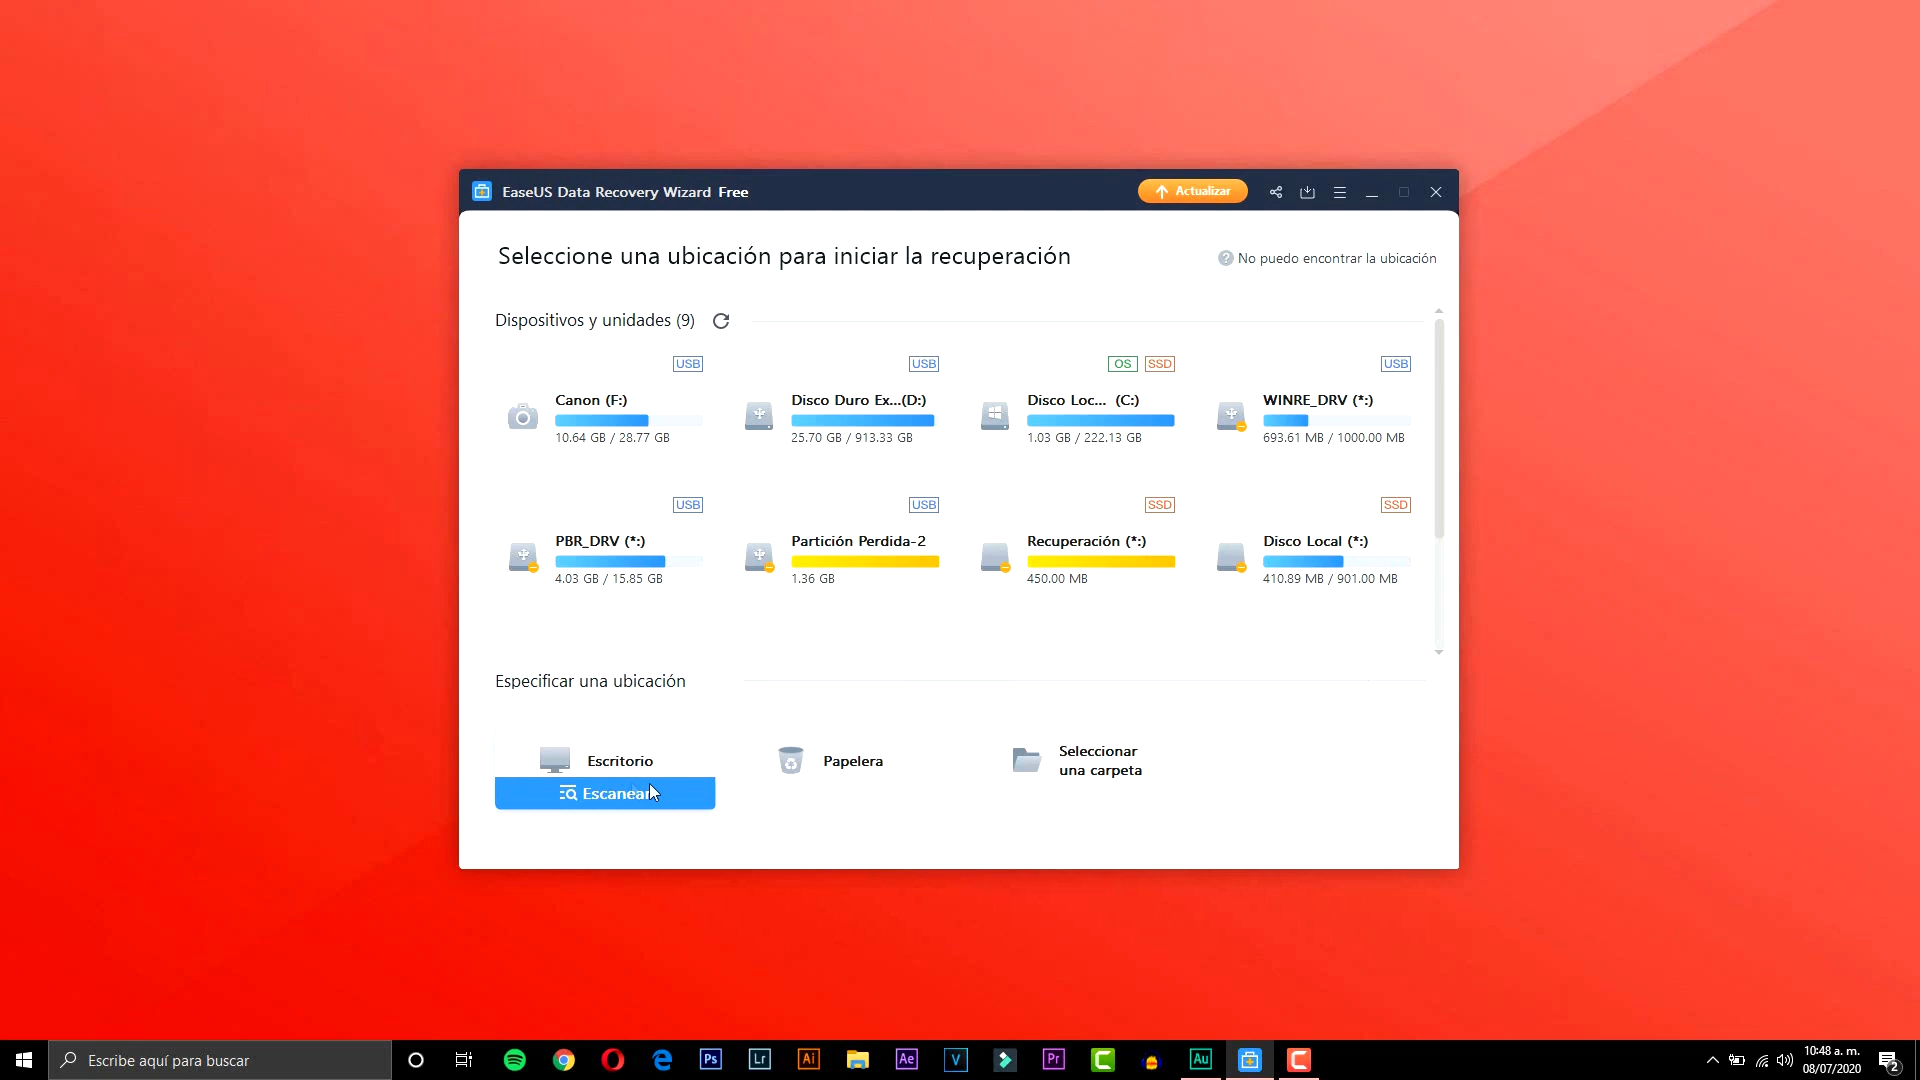 EaseUS Data Recovery Wizard Free
Actualizar
Seleccione una ubicación para iniciar la recuperación
No puedo encontrar la ubicación
Dispositivos y unidades (9)
USB
Canon (F:)
10.64 GB / 28.77 GB
USB
Disco Duro Ex...(D:)
25.70 GB / 913.33 GB
OS SSD
Disco Loc... (C:)
1.03 GB / 222.13 GB
USB
WINRE_DRV (*:)
693.61 MB / 1000.00 MB
USB
PBR_DRV (*:)
4.03 GB / 15.85 GB
USB
Partición Perdida-2
1.36 GB
SSD
Recuperación (*:)
450.00 MB
SSD
Disco Local (*:)
410.89 MB / 901.00 MB
Especificar una ubicación
Escritorio
Escanear
Papelera
Seleccionar
una carpeta
Escribe aquí para buscar
Ps
Lr
Ai
Ae
V
Pr
C
Au
C
10:48 a. m.
08/07/2020
2